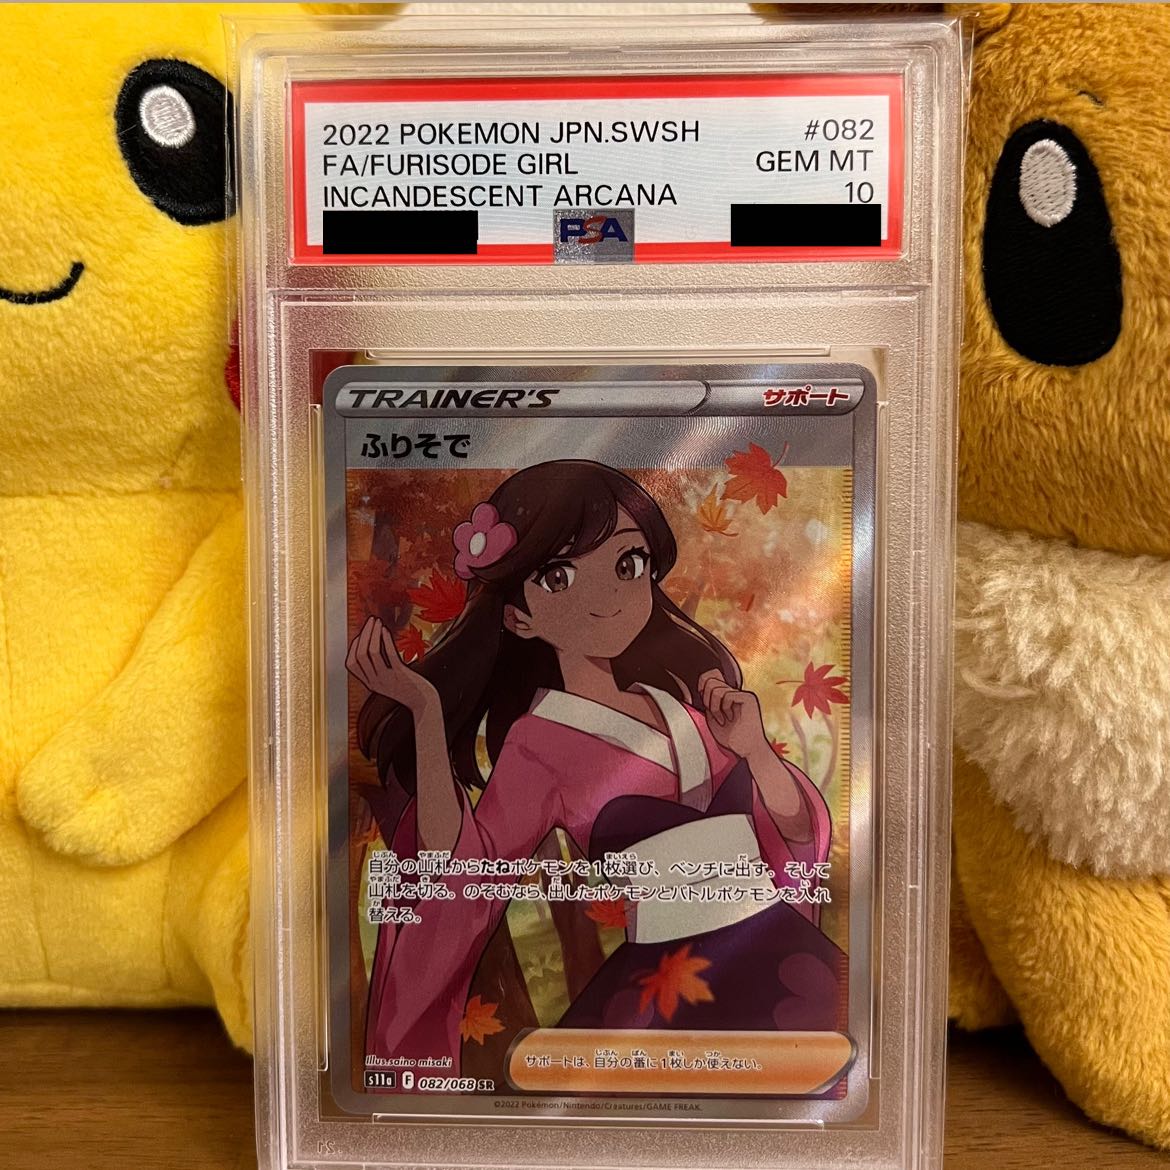 2022 POKEMON JPN.SWSH #082
FA/FURISODE GIRL GEM MT
INCANDESCENT ARCANA 10
PSA
TRAINER'S サポート
ふりそで
自分の山札からたねポケモンを1枚選び、ベンチに出す。そして
山札を切る。のぞむなら、出したポケモンとバトルポケモンを入れ
替える。
サポートは、自分の番に1枚しか使えない。
Illus.saino misaki
s11a F 082/068 SR
©2022 Pokémon/Nintendo/Creatures/GAME FREAK.